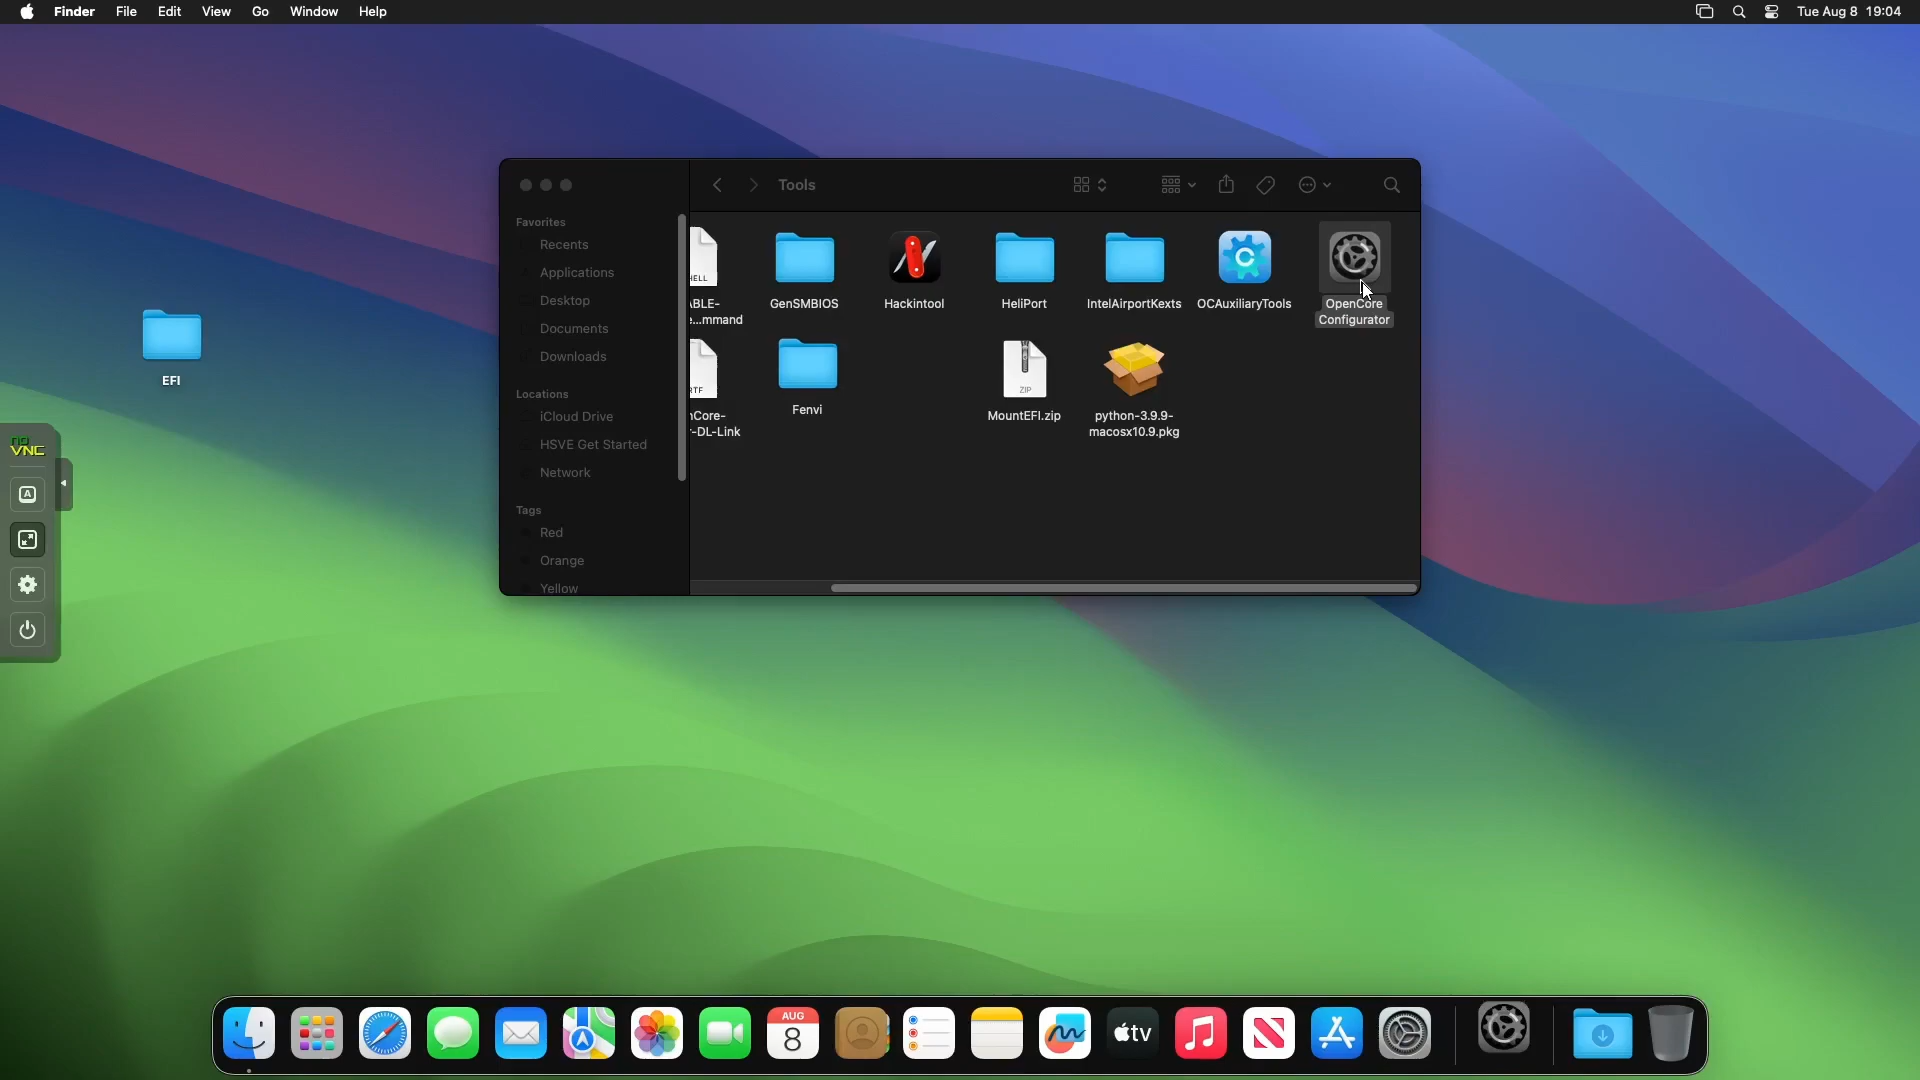 Finder File Edit View Go Window Help
Tue Aug 8 19:04
Tools
Favorites
Recents
Applications
Desktop
Documents
Downloads
Locations
iCloud Drive
HSVE Get Started
Network
Tags
Red
Orange
Yellow
ELL
ABLE-
e...mmand
GenSMBIOS
Hackintool
HeliPort
IntelAirportKexts
OCAuxiliaryTools
OpenCore
Configurator
RTF
nCore-
r-DL-Link
Fenvi
ZIP
MountEFI.zip
python-3.9.9-
macosx10.9.pkg
EFI
no
VNC
A
C
AUG
8
tv